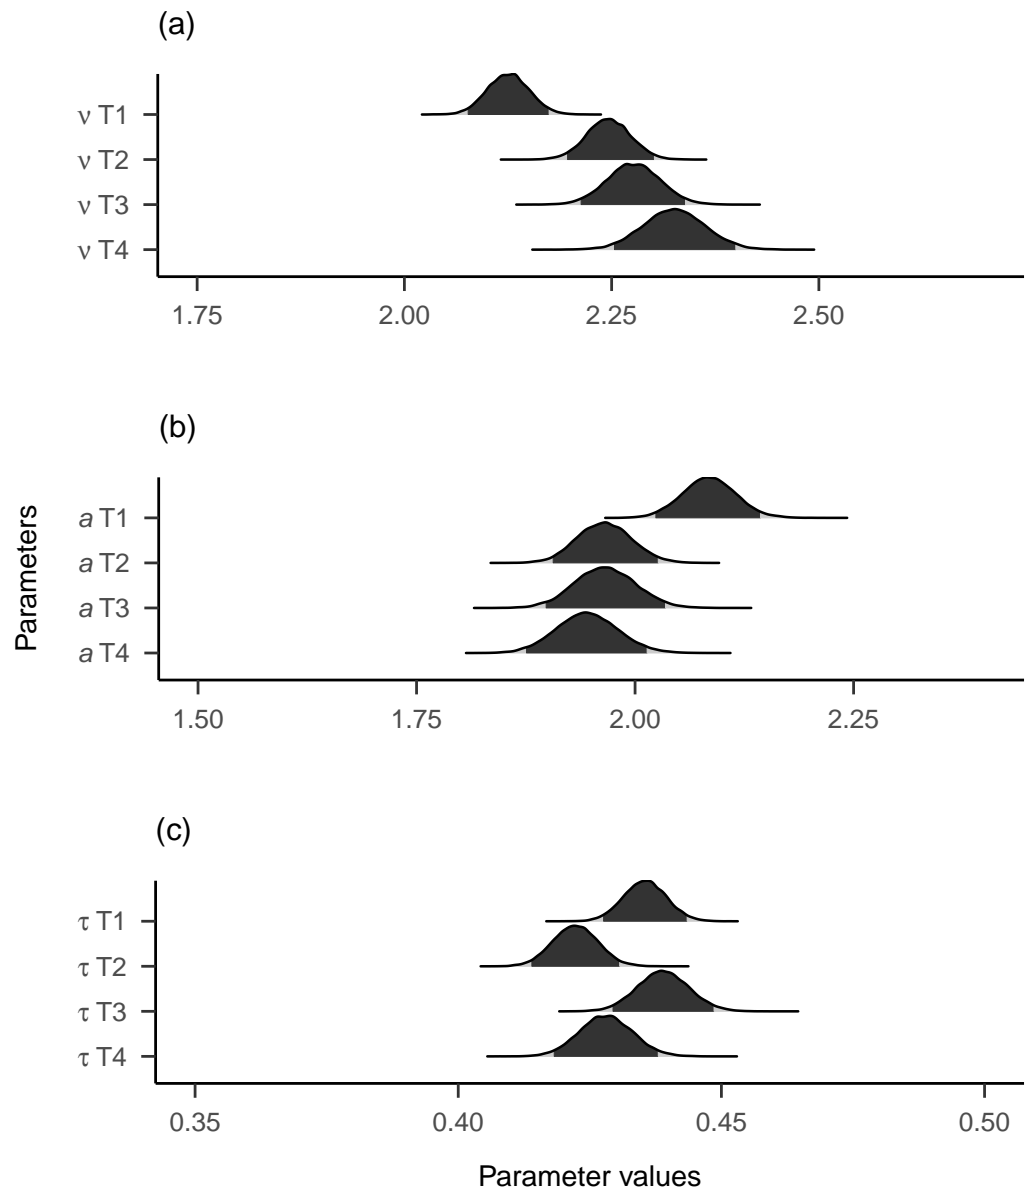 (a)
ν T1
ν T2
ν T3
ν T4
1.75 2.00 2.25 2.50
(b)
Parameters
a T1
a T2
a T3
a T4
1.50 1.75 2.00 2.25
(c)
τ T1
τ T2
τ T3
τ T4
0.35 0.40 0.45 0.50
Parameter values